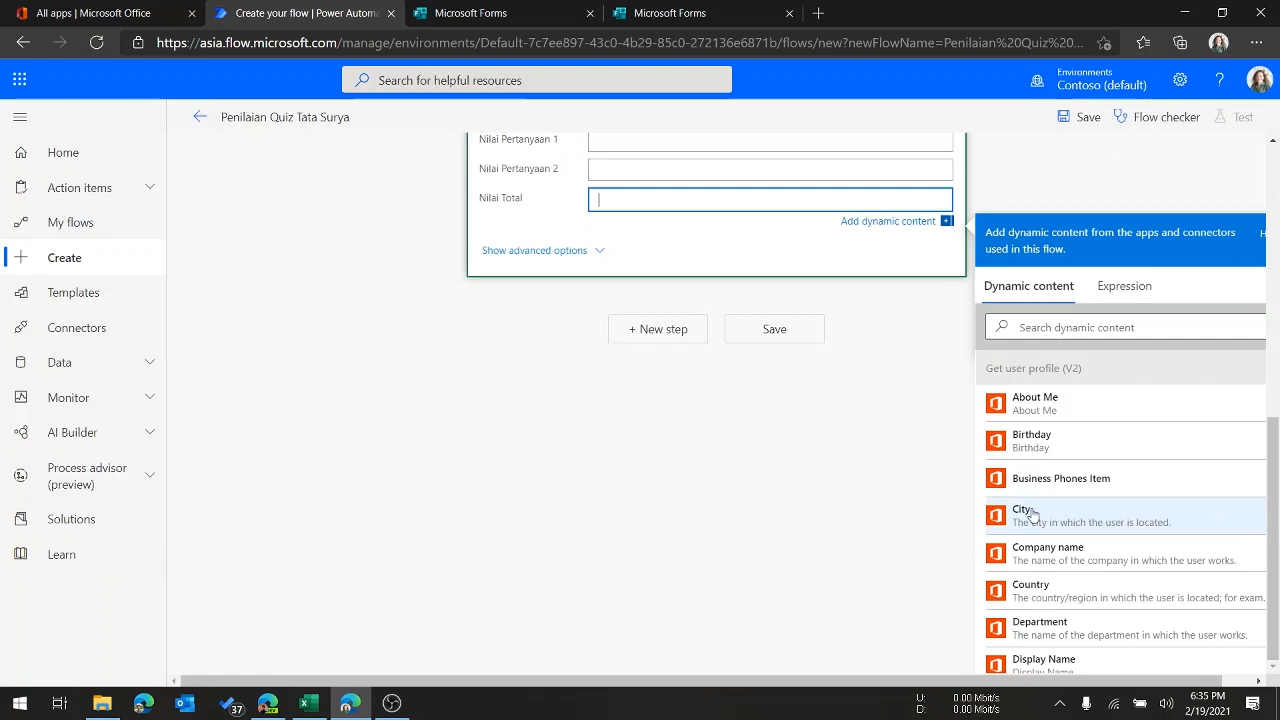 All apps | Microsoft Office
Create your flow | Power Autom
Microsoft Forms
Microsoft Forms
https://asia.flow.microsoft.com/manage/environments/Default-7c7ee897-43c0-4b29-85c0-272136e6871b/flows/new?newFlowName=Penilaian%20Quiz%20...
Search for helpful resources
Environments
Contoso (default)
Penilaian Quiz Tata Surya
Save
Flow checker
Test
Home
Action items
My flows
Create
Templates
Connectors
Data
Monitor
AI Builder
Process advisor
(preview)
Solutions
Learn
Nilai Pertanyaan 1
Nilai Pertanyaan 2
Nilai Total
Add dynamic content
Show advanced options
+ New step
Save
Add dynamic content from the apps and connectors H
used in this flow.
Dynamic content
Expression
Search dynamic content
Get user profile (V2)
About Me
About Me
Birthday
Birthday
Business Phones Item
City
The city in which the user is located.
Company name
The name of the company in which the user works.
Country
The country/region in which the user is located; for exam.
Department
The name of the department in which the user works.
Display Name
Display Name
37
U: 0.00 Mbit/s
D: 0.00 Mbit/s
6:35 PM
2/19/2021